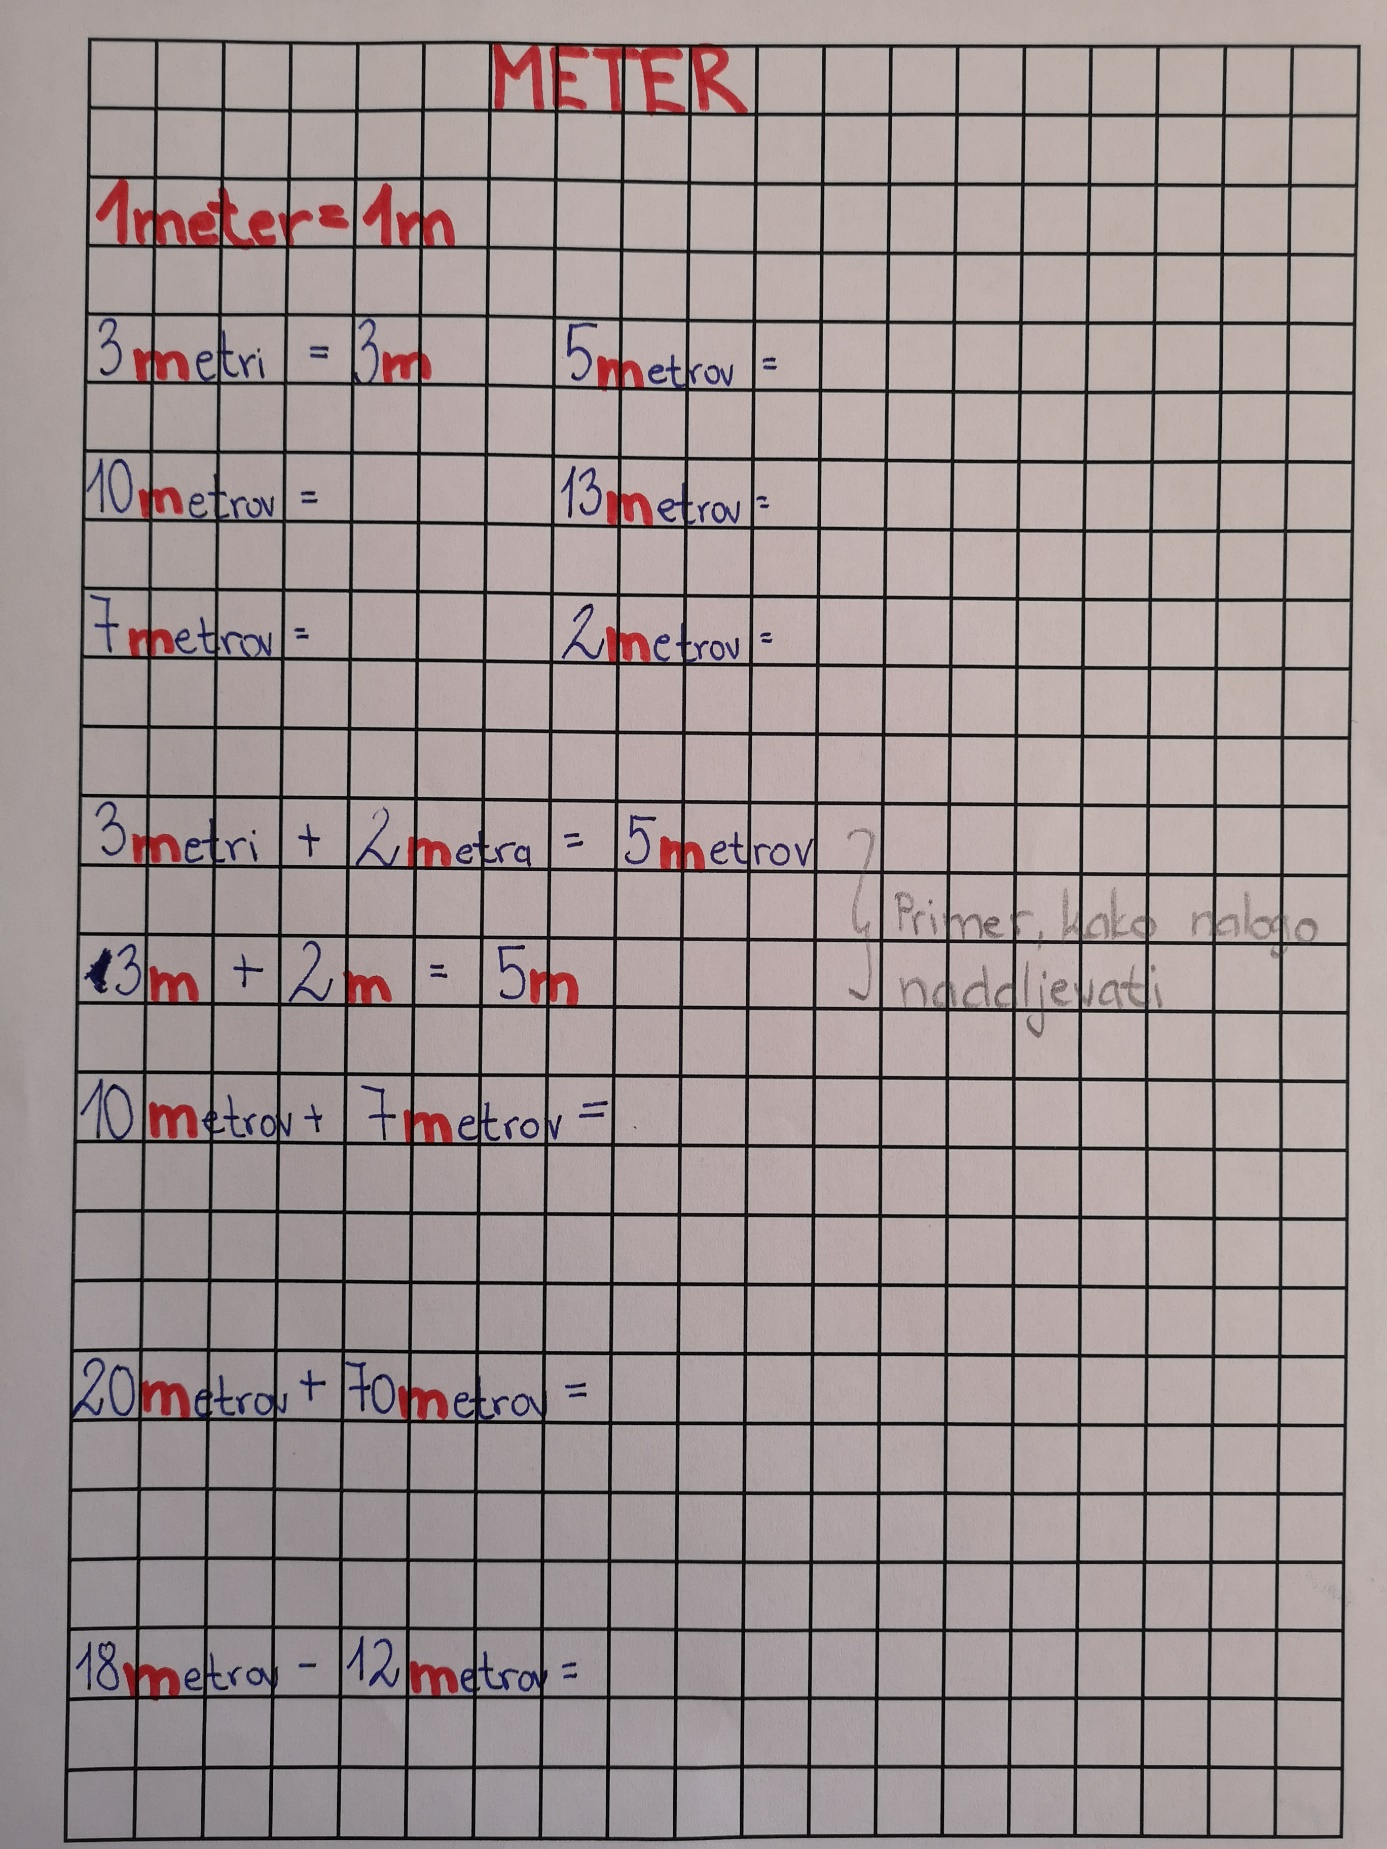 METER
1meter=1m
3metri = 3m 5metrov =
10metrov = 13metrov=
7metrov = 2metrov=
3metri + 2metra = 5metrov
Primer, kako nalogo
naddljevati
3m + 2m = 5m
10metrov+ 7metrov =
20metrov + 70metrov =
18metrov - 12metrov =